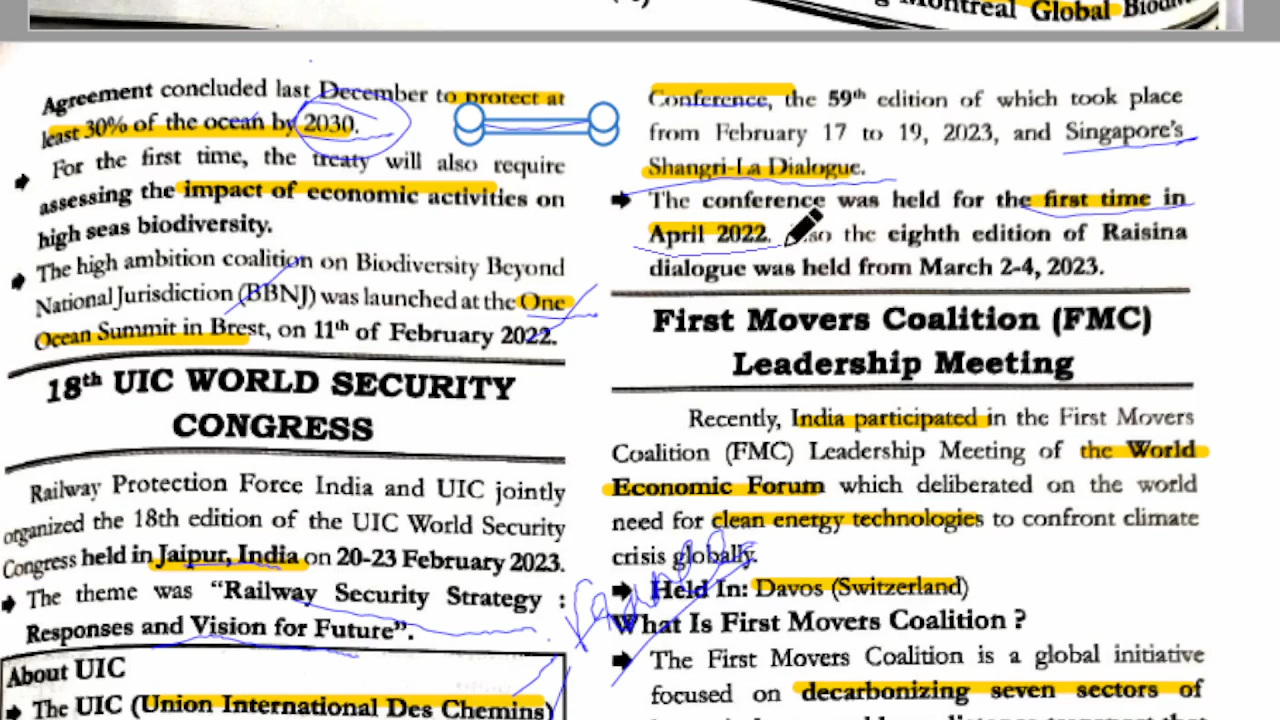 Montreal Global
Agreement concluded last December to protect at
least 30% of the ocean by 2030.
For the first time, the treaty will also require
assessing the impact of economic activities on
high seas biodiversity.
The high ambition coalition on Biodiversity Beyond
National Jurisdiction (BBNJ) was launched at the One
Ocean Summit in Brest, on 11th of February 2022.
18th UIC WORLD SECURITY
CONGRESS
Railway Protection Force India and UIC jointly
organized the 18th edition of the UIC World Security
Congress held in Jaipur, India on 20-23 February 2023.
The theme was "Railway Security Strategy :
Responses and Vision for Future".
About UIC
The UIC (Union International Des Chemins)
Conference, the 59th edition of which took place
from February 17 to 19, 2023, and Singapore's
Shangri-La Dialogue.
The conference was held for the first time in
April 2022. the eighth edition of Raisina
dialogue was held from March 2-4, 2023.
First Movers Coalition (FMC)
Leadership Meeting
Recently, India participated in the First Movers
Coalition (FMC) Leadership Meeting of the World
Economic Forum which deliberated on the world
need for clean energy technologies to confront climate
crisis globally.
Held In: Davos (Switzerland)
What Is First Movers Coalition ?
The First Movers Coalition is a global initiative
focused on decarbonizing seven sectors of